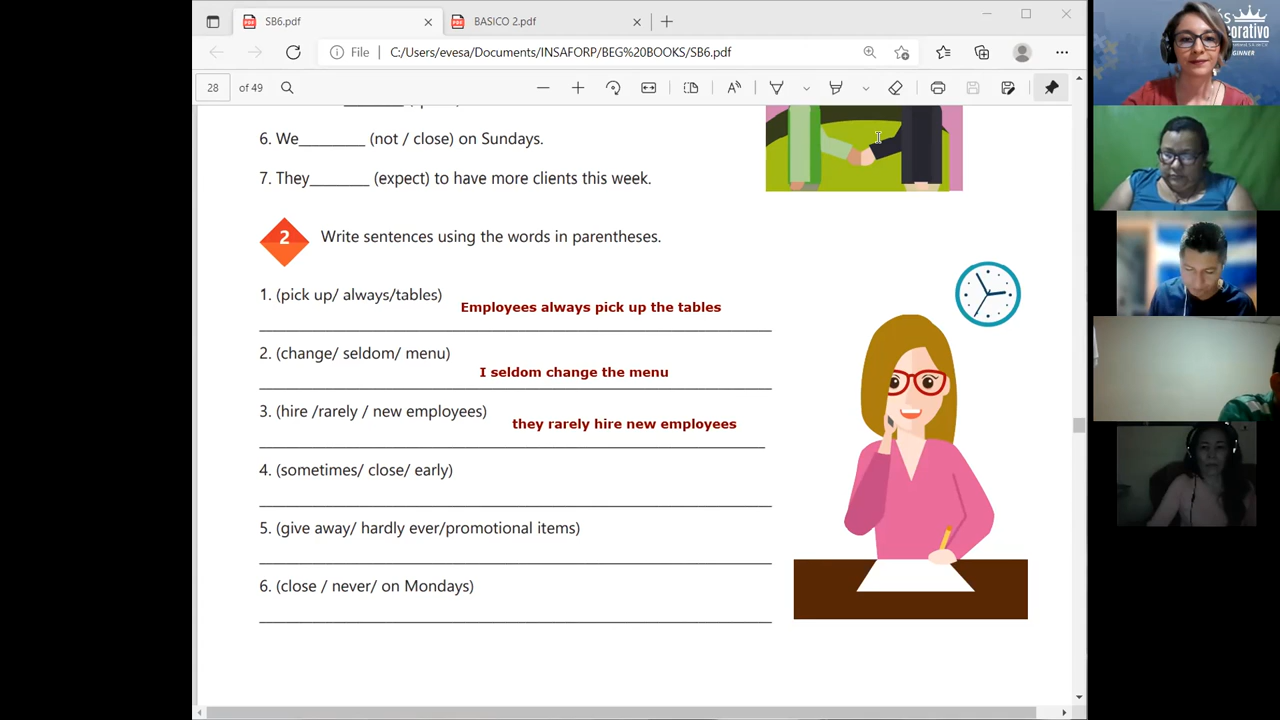 SB6.pdf
BASICO 2.pdf
File
C:/Users/evesa/Documents/INSAFORP/BEG%20BOOKS/SB6.pdf
28 of 49
6. We________ (not / close) on Sundays.
7. They_______ (expect) to have more clients this week.
2 Write sentences using the words in parentheses.
1. (pick up/ always/tables)
Employees always pick up the tables
2. (change/ seldom/ menu)
I seldom change the menu
3. (hire /rarely / new employees)
they rarely hire new employees
4. (sometimes/ close/ early)
5. (give away/ hardly ever/promotional items)
6. (close / never/ on Mondays)